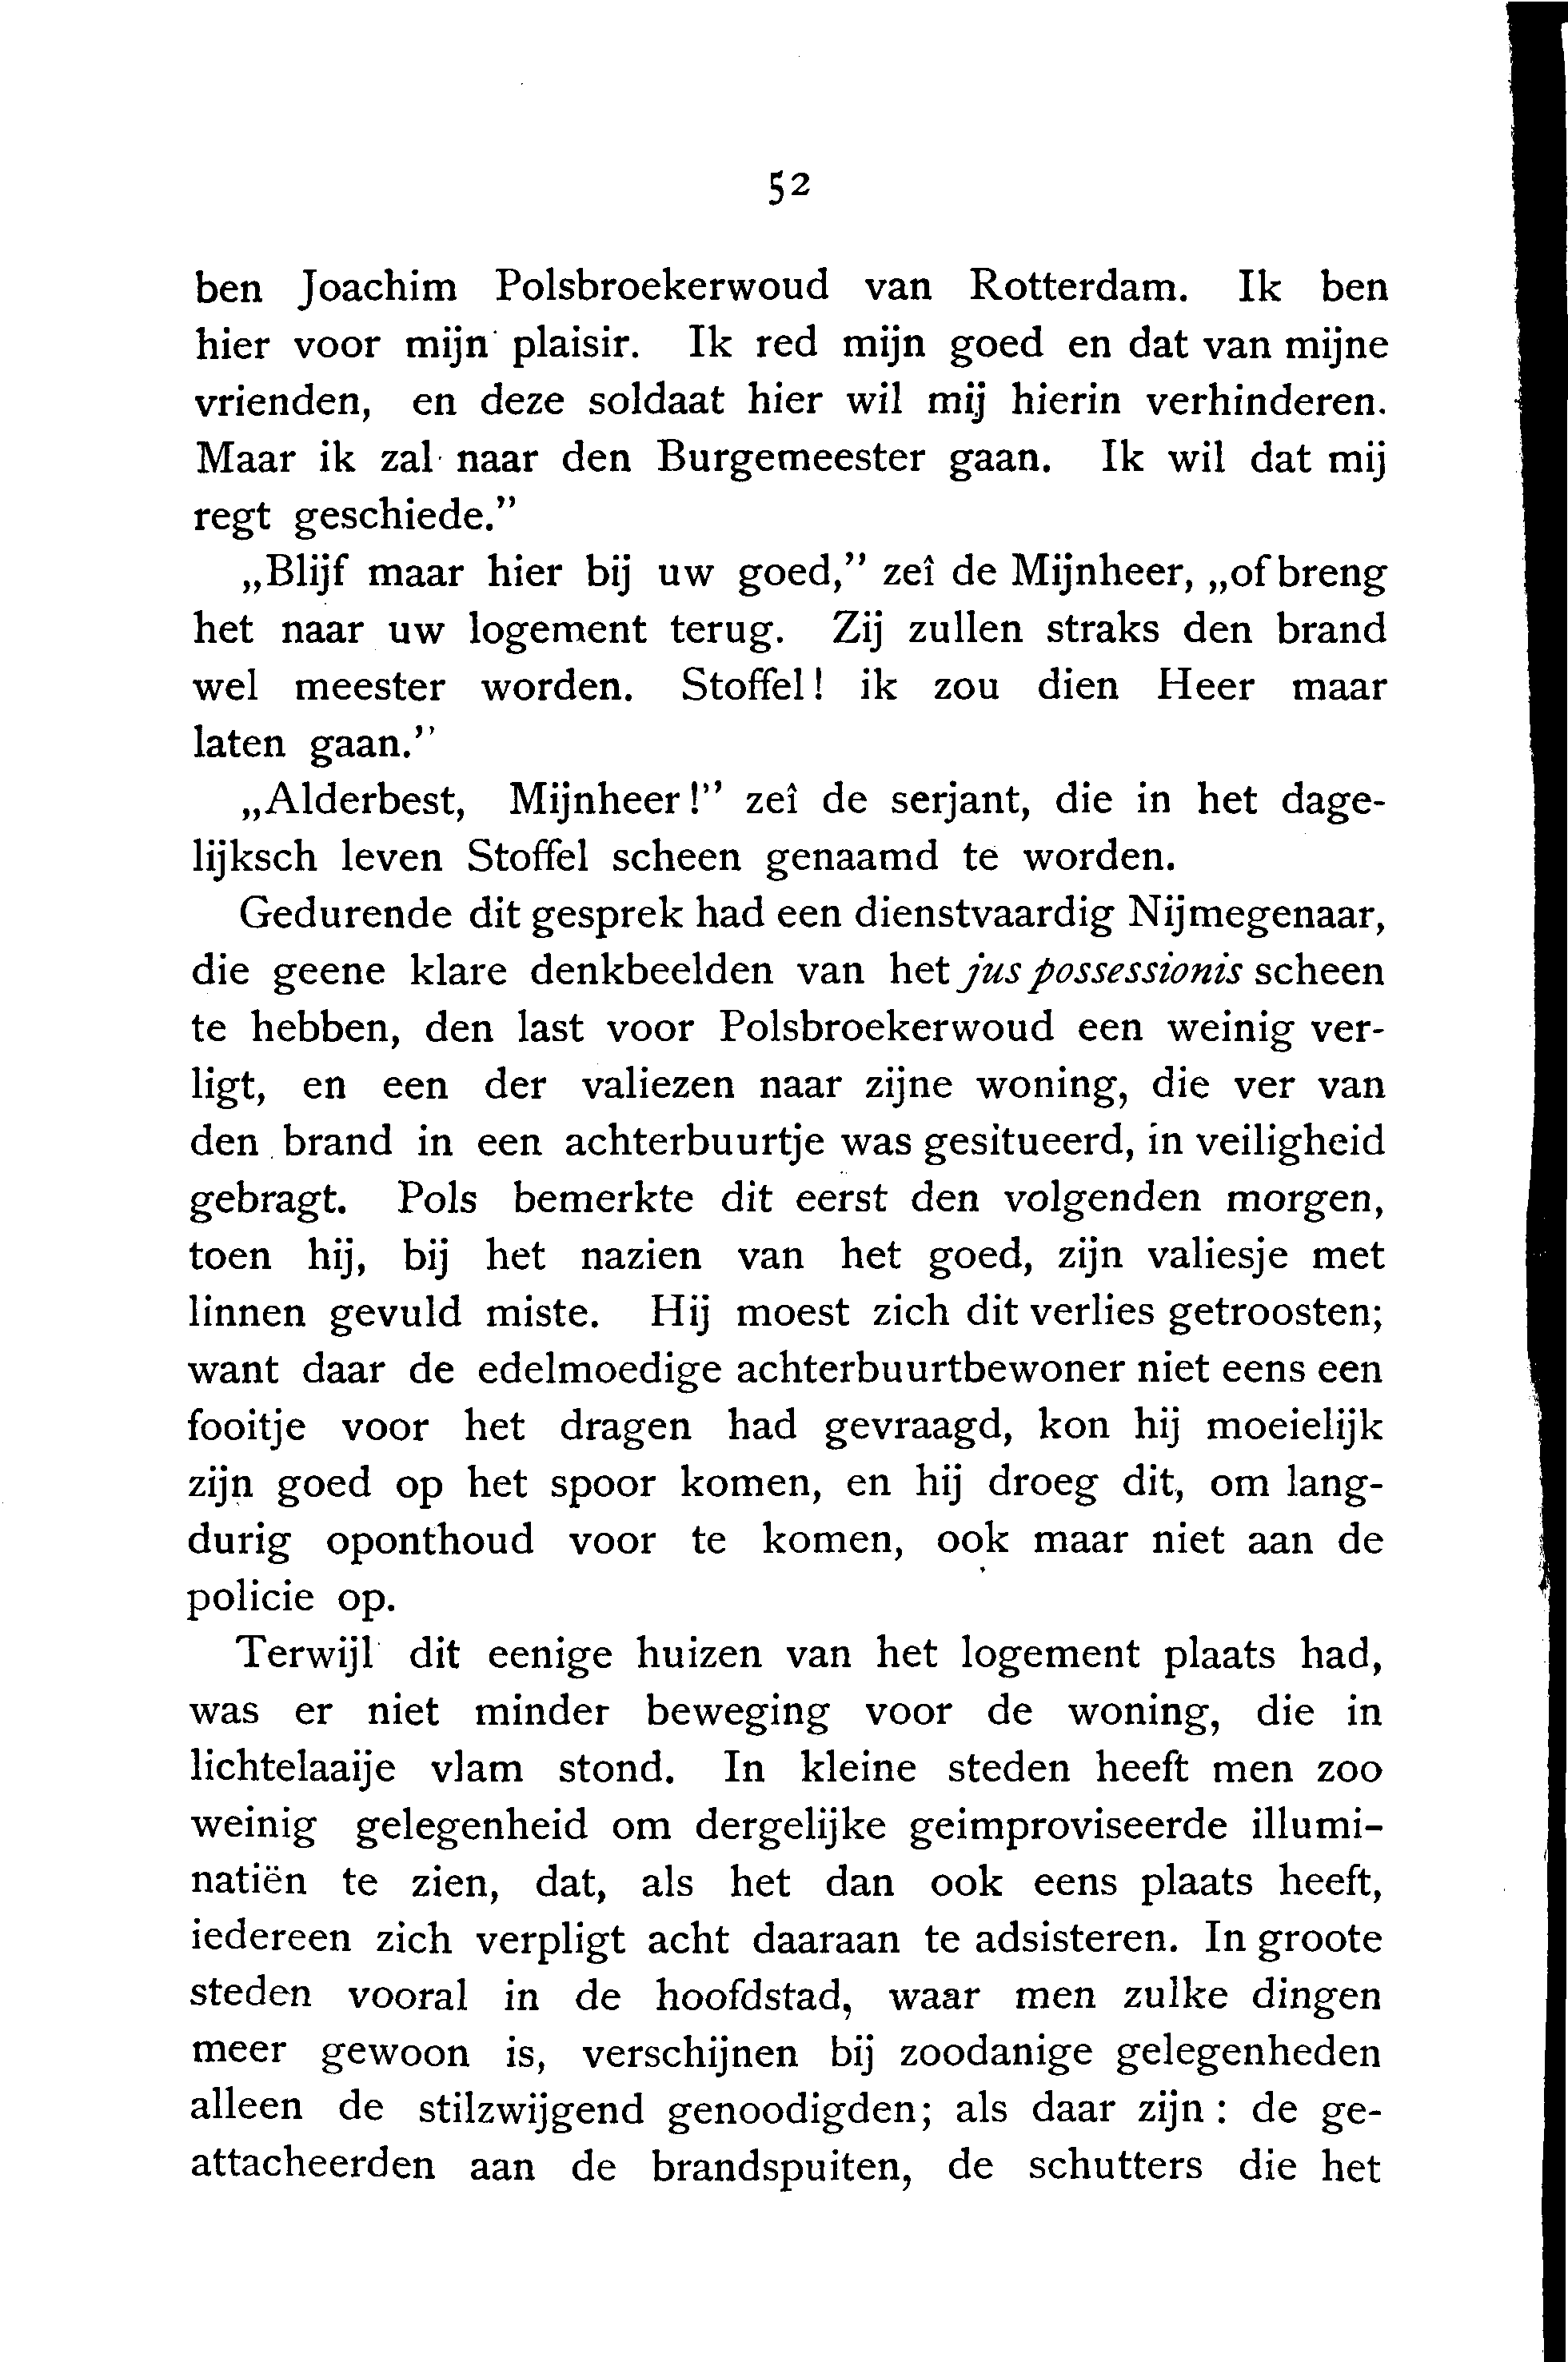 52
ben Joachim Polsbroekerwoud van Rotterdam. Ik ben
hier voor mijn plaisir. Ik red mijn goed en dat van mijne
vrienden, en deze soldaat hier wil mij hierin verhinderen.
Maar ik zal naar den Burgemeester gaan. Ik wil dat mij
regt geschiede.”
„Blijf maar hier bij uw goed,” zeî de Mijnheer, „of breng
het naar uw logement terug. Zij zullen straks den brand
wel meester worden. Stoffel! ik zou dien Heer maar
laten gaan.”
„Alderbest, Mijnheer!” zeî de serjant, die in het dage-
lijksch leven Stoffel scheen genaamd te worden.
Gedurende dit gesprek had een dienstvaardig Nijmegenaar,
die geene klare denkbeelden van het jus possessionis scheen
te hebben, den last voor Polsbroekerwoud een weinig ver-
ligt, en een der valiezen naar zijne woning, die ver van
den brand in een achterbuurtje was gesitueerd, in veiligheid
gebragt. Pols bemerkte dit eerst den volgenden morgen,
toen hij, bij het nazien van het goed, zijn valiesje met
linnen gevuld miste. Hij moest zich dit verlies getroosten;
want daar de edelmoedige achterbuurtbewoner niet eens een
fooitje voor het dragen had gevraagd, kon hij moeielijk
zijn goed op het spoor komen, en hij droeg dit, om lang-
durig oponthoud voor te komen, ook maar niet aan de
policie op.
Terwijl dit eenige huizen van het logement plaats had,
was er niet minder beweging voor de woning, die in
lichtelaaije vlam stond. In kleine steden heeft men zoo
weinig gelegenheid om dergelijke geimproviseerde illumi-
natiën te zien, dat, als het dan ook eens plaats heeft,
iedereen zich verpligt acht daaraan te adsisteren. In groote
steden vooral in de hoofdstad, waar men zulke dingen
meer gewoon is, verschijnen bij zoodanige gelegenheden
alleen de stilzwijgend genoodigden; als daar zijn: de ge-
attacheerden aan de brandspuiten, de schutters die het